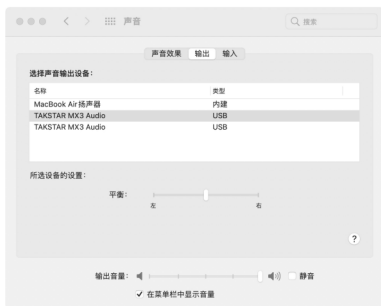 声音
搜索
声音效果 输出 输入
选择声音输出设备：
名称 类型
MacBook Air扬声器 内建
TAKSTAR MX3 Audio USB
TAKSTAR MX3 Audio USB
所选设备的设置：
平衡：
左 右
?
输出音量： 静音
在菜单栏中显示音量